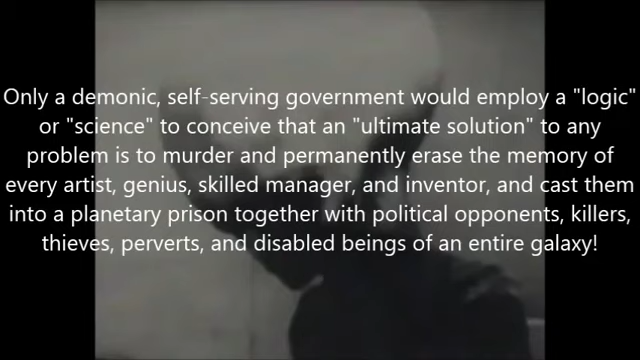 Only a demonic, self-serving government would employ a "logic"
or "science" to conceive that an "ultimate solution" to any
problem is to murder and permanently erase the memory of
every artist, genius, skilled manager, and inventor, and cast them
into a planetary prison together with political opponents, killers,
thieves, perverts, and disabled beings of an entire galaxy!